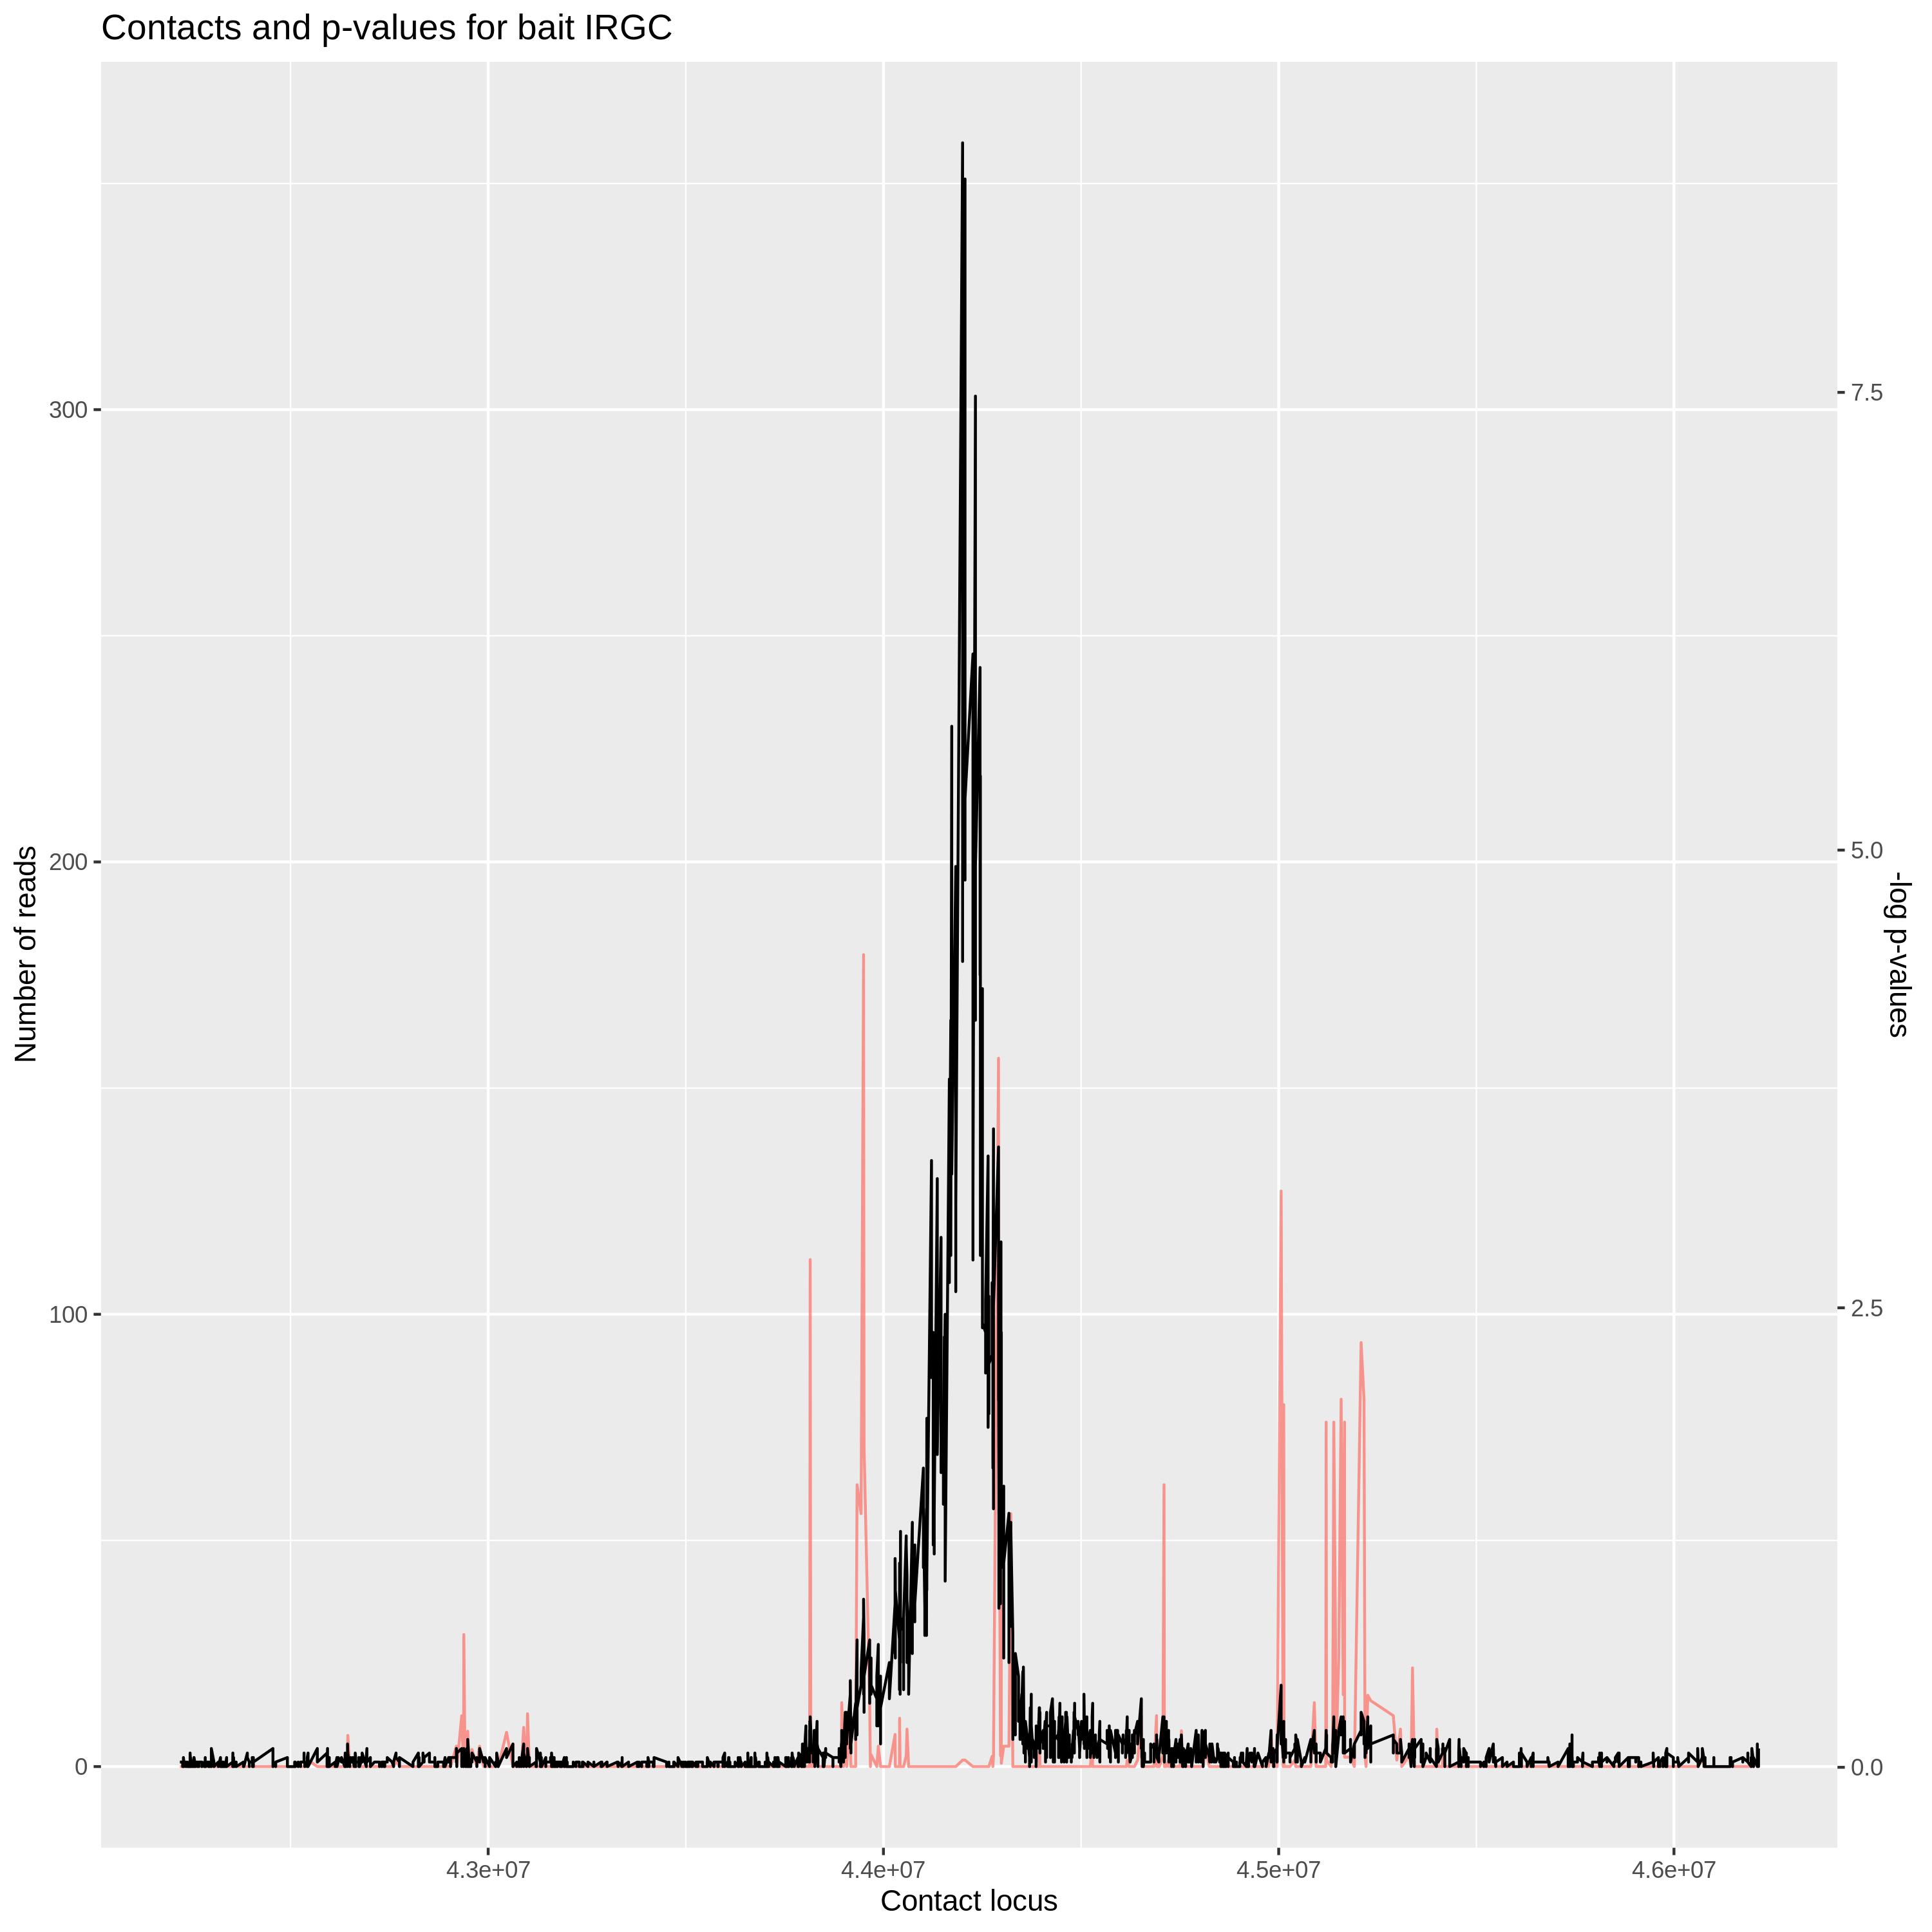 Contacts and p-values for bait IRGC
Number of reads
300
200
100
0
7.5
5.0
2.5
0.0
-log p-values
4.3e+07 4.4e+07 4.5e+07 4.6e+07
Contact locus